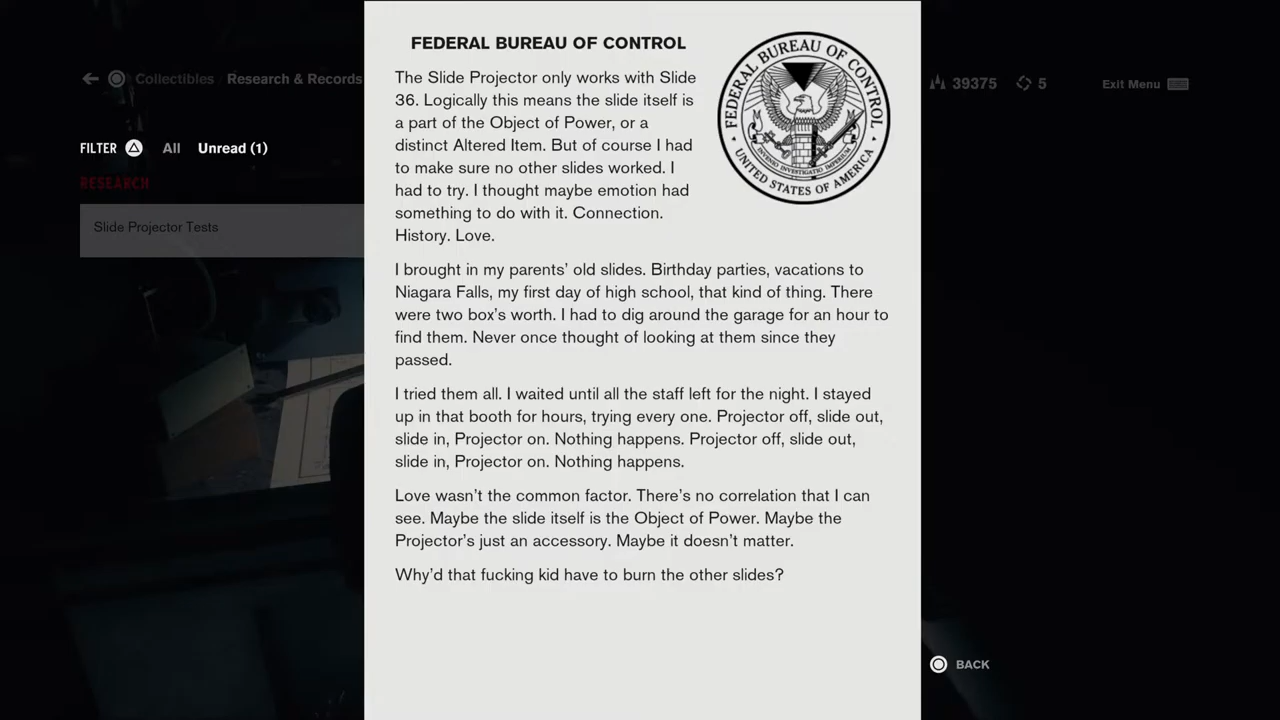 FEDERAL BUREAU OF CONTROL
The Slide Projector only works with Slide
36. Logically this means the slide itself is
a part of the Object of Power, or a
distinct Altered Item. But of course I had
to make sure no other slides worked. I
had to try. I thought maybe emotion had
something to do with it. Connection.
History. Love.
FEDERAL BUREAU OF CONTROL
INVENIO INVESTIGATIO IMPERIUM
UNITED STATES OF AMERICA
Collectibles Research & Records
39375
5
Exit Menu
FILTER All Unread (1)
RESEARCH
Slide Projector Tests
I brought in my parents' old slides. Birthday parties, vacations to
Niagara Falls, my first day of high school, that kind of thing. There
were two box's worth. I had to dig around the garage for an hour to
find them. Never once thought of looking at them since they
passed.
I tried them all. I waited until all the staff left for the night. I stayed
up in that booth for hours, trying every one. Projector off, slide out,
slide in, Projector on. Nothing happens. Projector off, slide out,
slide in, Projector on. Nothing happens.
Love wasn't the common factor. There's no correlation that I can
see. Maybe the slide itself is the Object of Power. Maybe the
Projector's just an accessory. Maybe it doesn't matter.
Why'd that fucking kid have to burn the other slides?
BACK